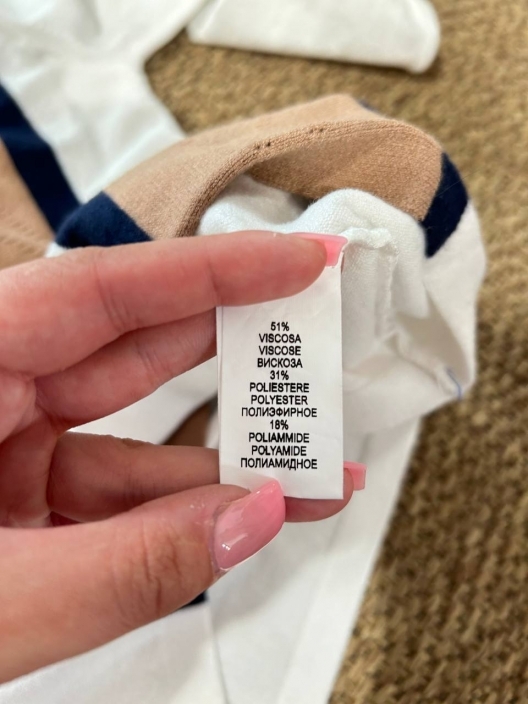 51%
VISCOSA
VISCOSE
ВИСКОЗА
31%
POLIESTERE
POLYESTER
ПОЛИЭФИРНОЕ
18%
POLIAMMIDE
POLYAMIDE
ПОЛИАМИДНОЕ